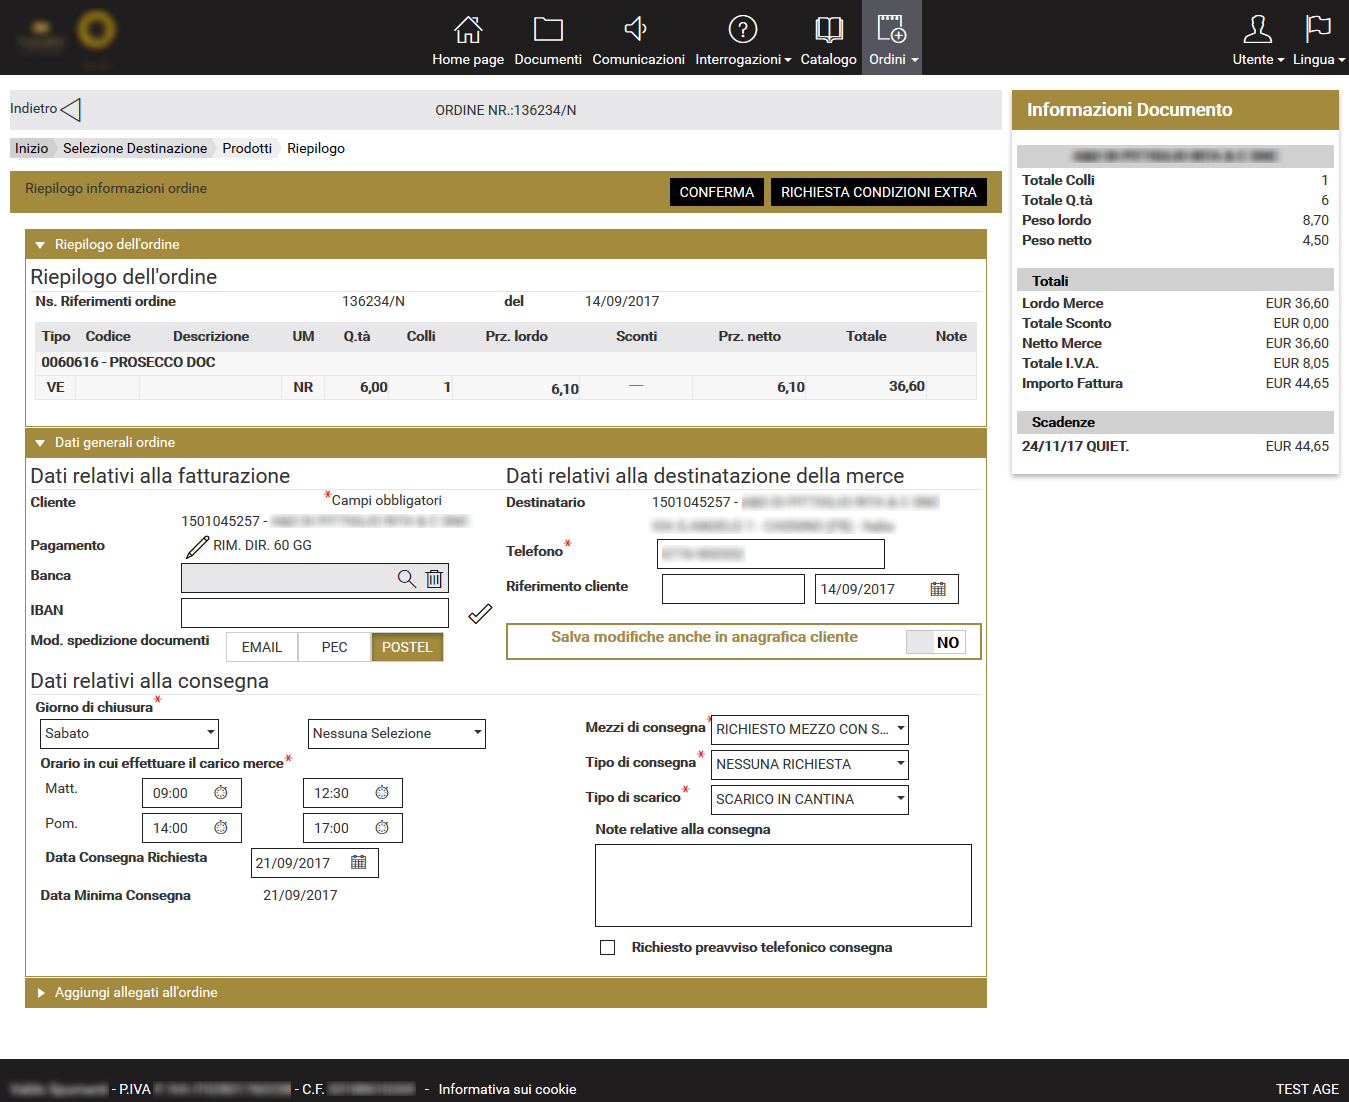 Home page Documenti Comunicazioni Interrogazioni Catalogo Ordini Utente Lingua
Indietro ORDINE NR.:136234/N
Inizio Selezione Destinazione Prodotti Riepilogo
Riepilogo informazioni ordine CONFERMA RICHIESTA CONDIZIONI EXTRA
Riepilogo dell'ordine
Riepilogo dell'ordine
Ns. Riferimenti ordine 136234/N del 14/09/2017
Tipo Codice Descrizione UM Q.tà Colli Prz. lordo Sconti Prz. netto Totale Note
0060616 - PROSECCO DOC
VE NR 6,00 1 6,10 — 6,10 36,60
Dati generali ordine
Dati relativi alla fatturazione
Cliente *Campi obbligatori
1501045257 -
Pagamento RIM. DIR. 60 GG
Banca
IBAN
Mod. spedizione documenti EMAIL PEC POSTEL
Dati relativi alla destinatazione della merce
Destinatario 1501045257 -
Telefono*
Riferimento cliente 14/09/2017
Salva modifiche anche in anagrafica cliente NO
Dati relativi alla consegna
Giorno di chiusura*
Sabato Nessuna Selezione
Orario in cui effettuare il carico merce*
Matt. 09:00 12:30
Pom. 14:00 17:00
Data Consegna Richiesta 21/09/2017
Data Minima Consegna 21/09/2017
Mezzi di consegna* RICHIESTO MEZZO CON S...
Tipo di consegna* NESSUNA RICHIESTA
Tipo di scarico* SCARICO IN CANTINA
Note relative alla consegna
Richiesto preavviso telefonico consegna
Aggiungi allegati all'ordine
Informazioni Documento
Totale Colli 1
Totale Q.tà 6
Peso lordo 8,70
Peso netto 4,50
Totali
Lordo Merce EUR 36,60
Totale Sconto EUR 0,00
Netto Merce EUR 36,60
Totale I.V.A. EUR 8,05
Importo Fattura EUR 44,65
Scadenze
24/11/17 QUIET. EUR 44,65
- P.IVA - C.F. - Informativa sui cookie TEST AGE